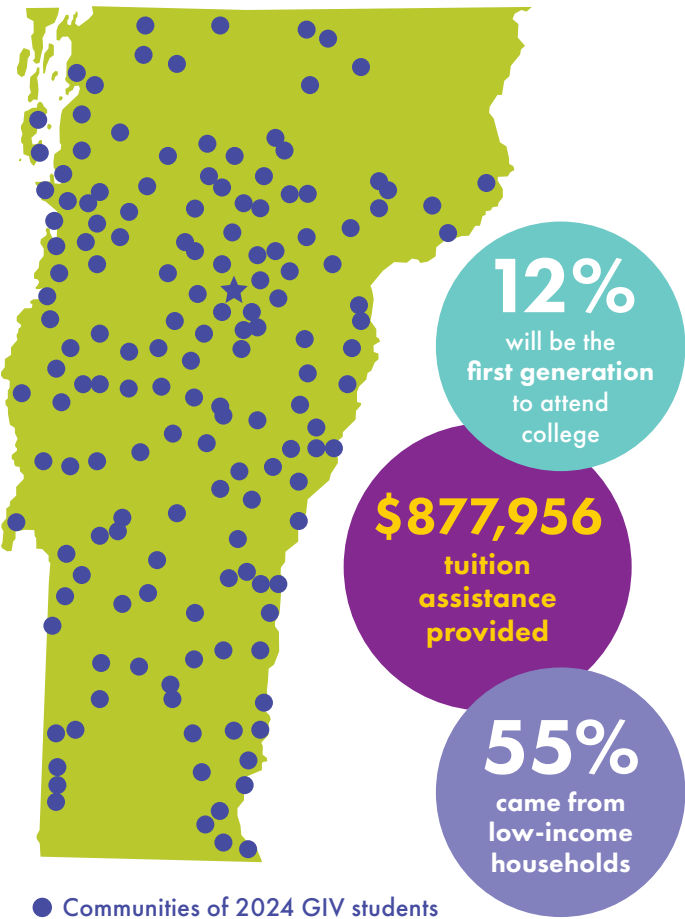 12%
will be the
first generation
to attend
college
$877,956
tuition
assistance
provided
55%
came from
low-income
households
Communities of 2024 GIV students